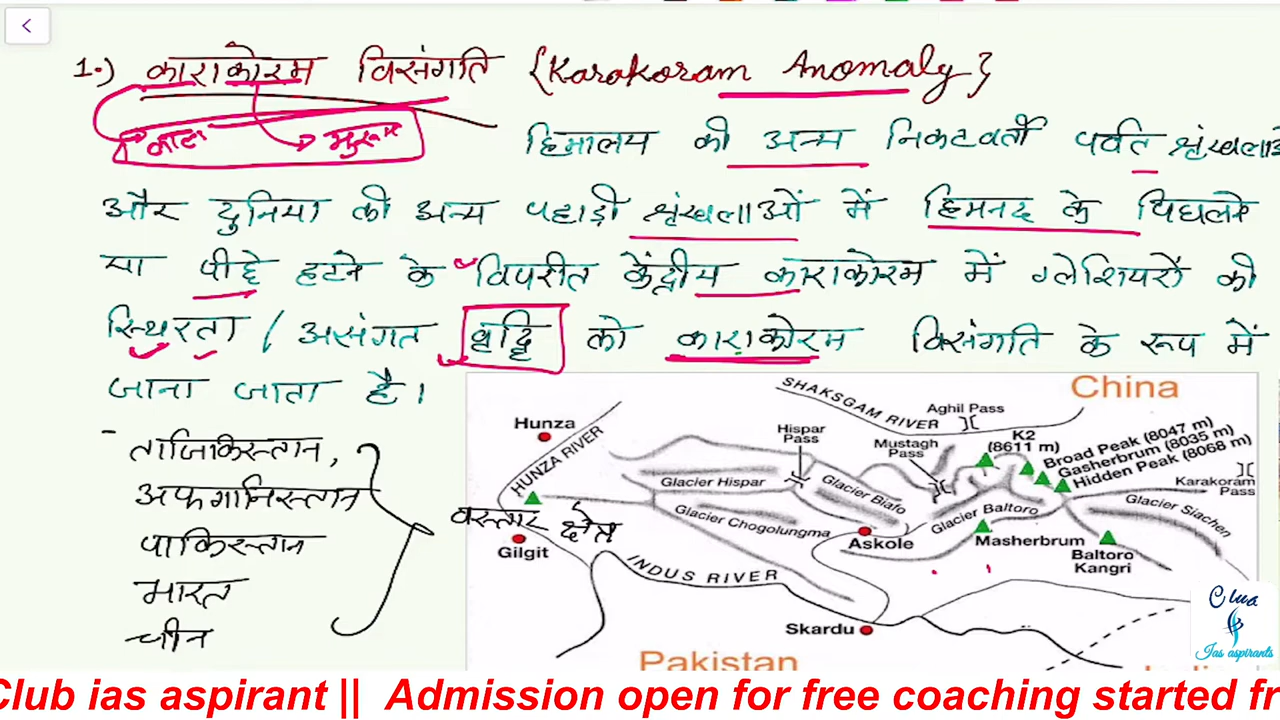 1.) काराकोरम विसंगति {Karakoram Anomaly}
काला
हिमालय की अन्य निकटवर्ती पर्वत श्रृंखलाओ
और दुनिया की अन्य पहाड़ी श्रृंखलाओं में हिमनद के पिघलने
या पीछे हटने के विपरीत केंद्रीय काराकोरम में ग्लेशियरों की
स्थिरता / असंगत वृद्धि को काराकोरम विसंगति के रूप में
जाना जाता है।
ताजिकिस्तान,
अफगानिस्तान
पाकिस्तान
भारत
चीन
क्षेत्र
China
SHAKSGAM RIVER
Aghil Pass
Hunza
HUNZA RIVER
Hispar Pass
Mustagh Pass
K2 (8611 m)
Broad Peak (8047 m)
Gasherbrum (8035 m)
Hidden Peak (8068 m)
Karakoram Pass
Glacier Hispar
Glacier Biafo
Glacier Chogolungma
Glacier Baltoro
Glacier Siachen
Gilgit
Askole
Masherbrum
Baltoro Kangri
INDUS RIVER
Skardu
Pakistan
Club
Ias aspirants
Club ias aspirant || Admission open for free coaching started fr